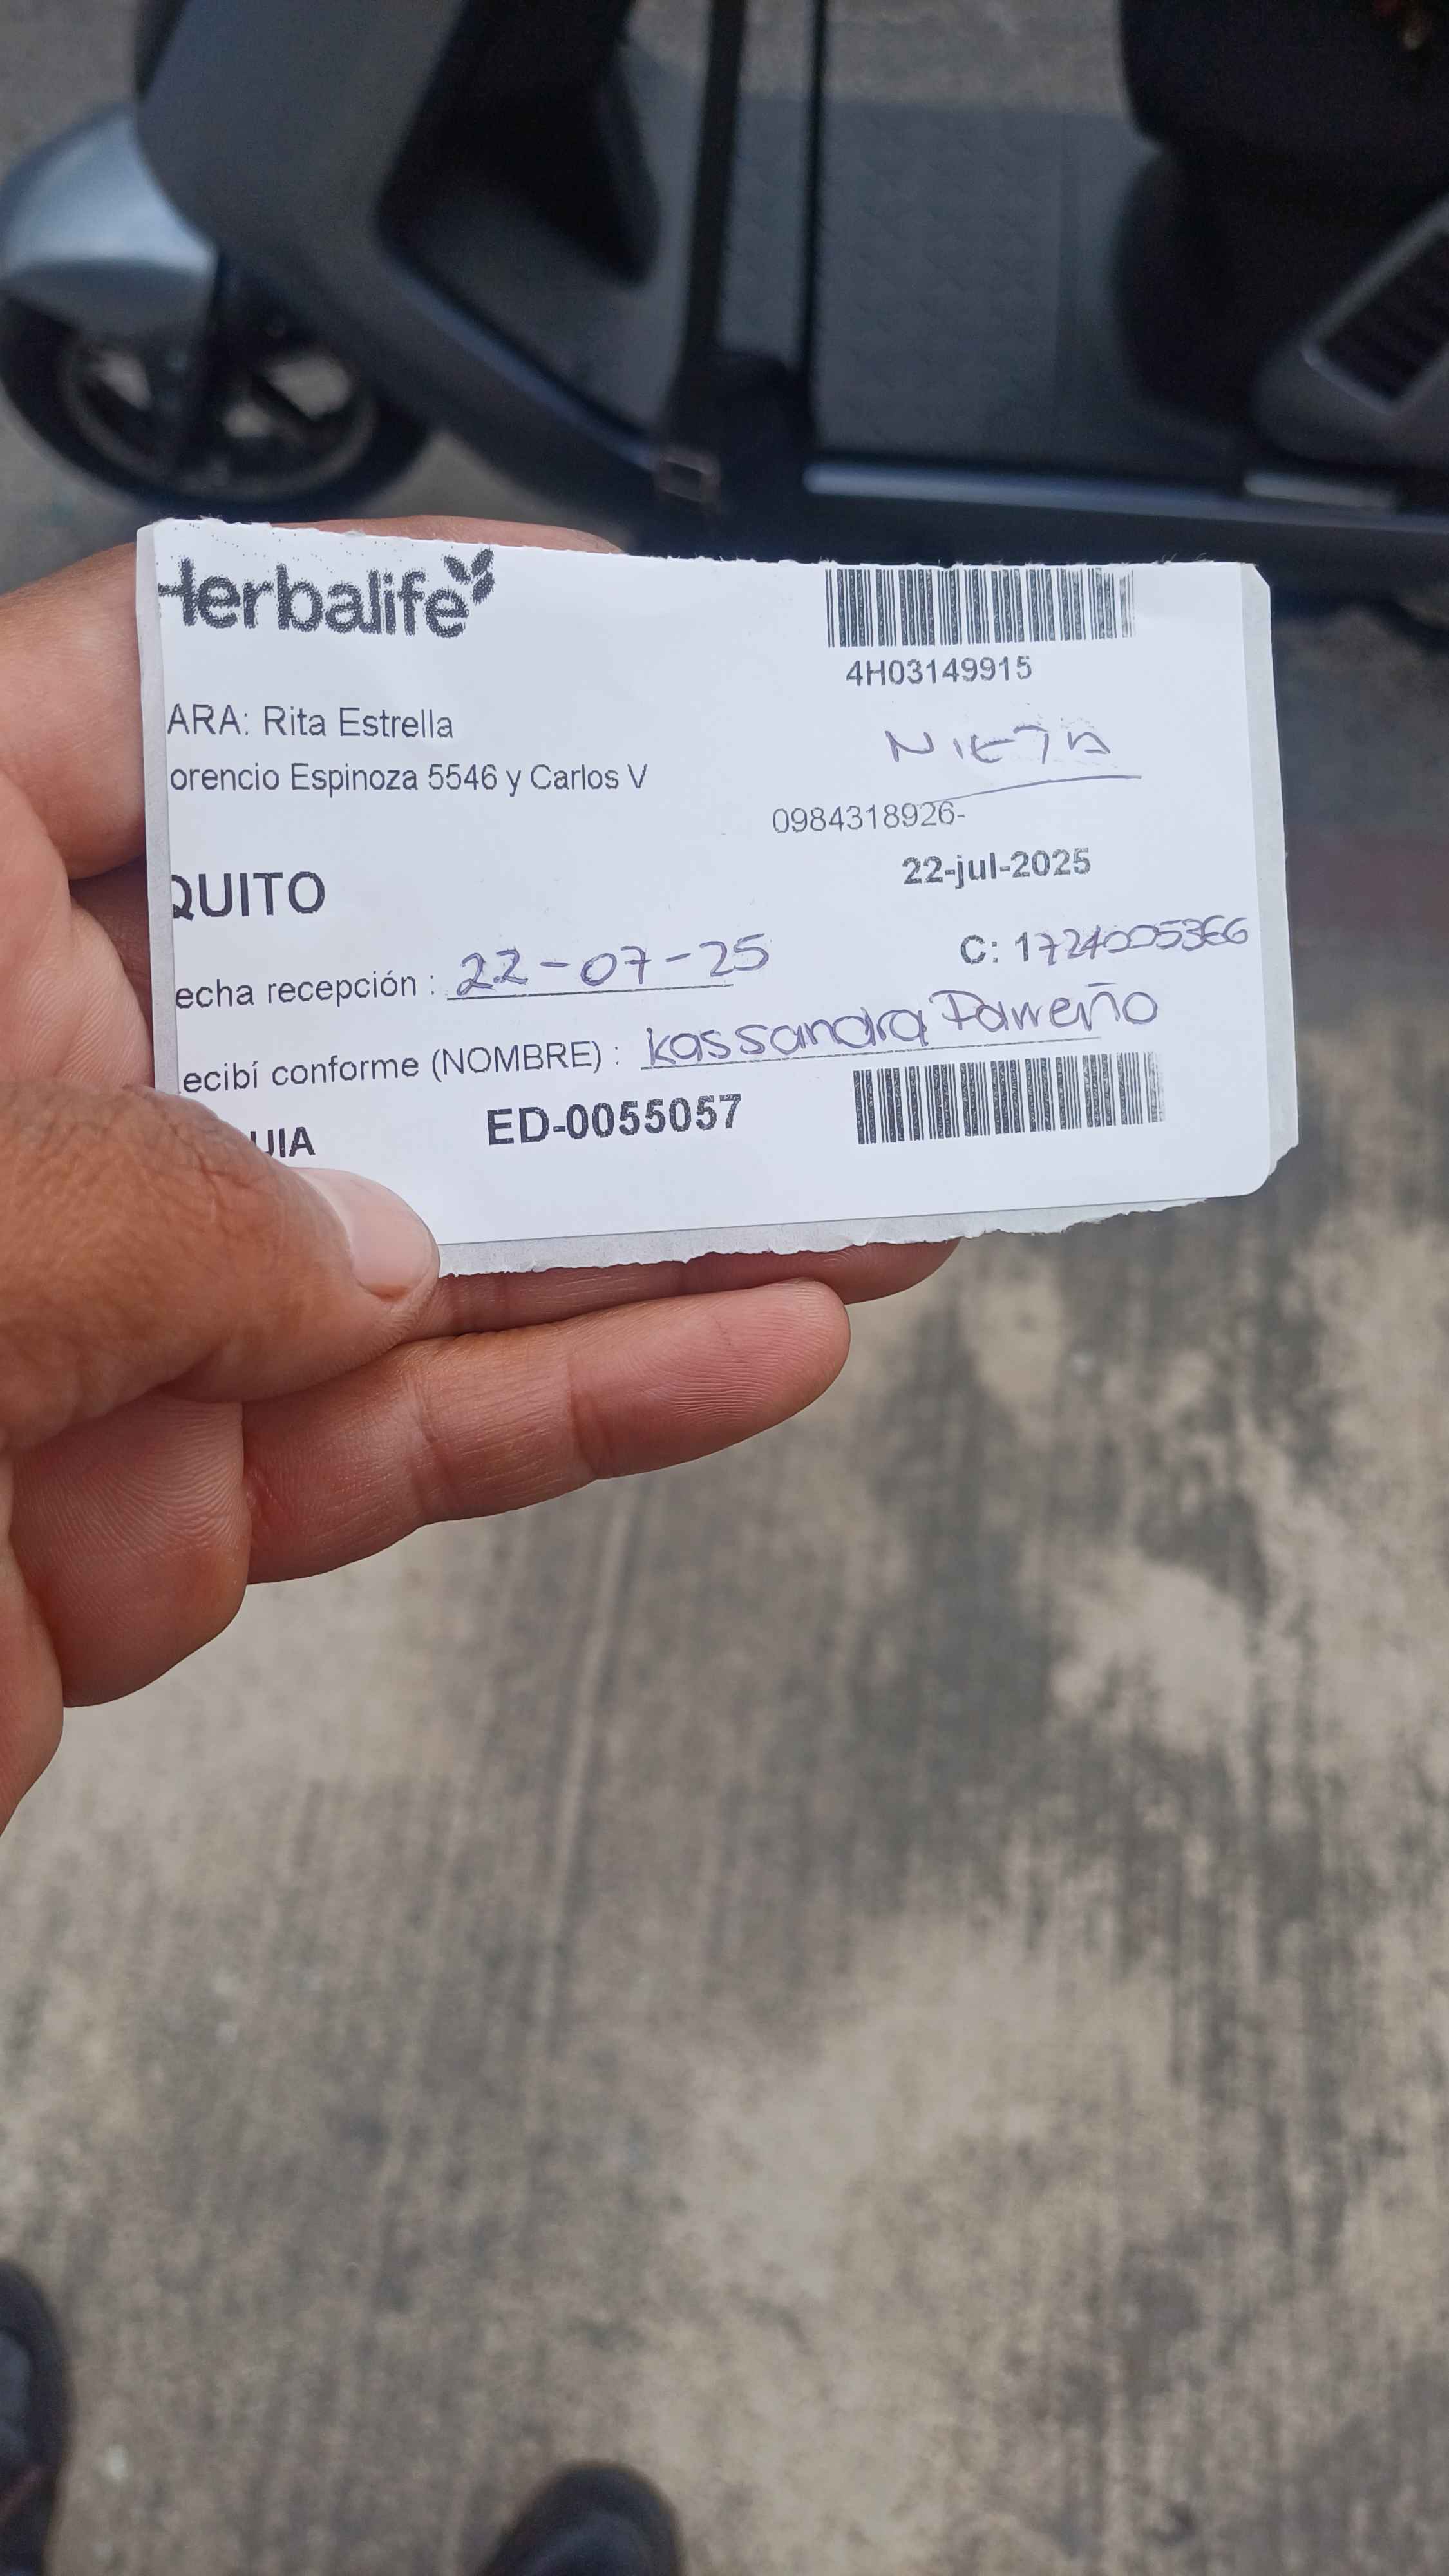 Herbalife
4H03149915
ARA: Rita Estrella
NIETA
orencio Espinoza 5546 y Carlos V
0984318926-
22-jul-2025
QUITO
C: 1724005366
echa recepción : 22-07-25
ecibí conforme (NOMBRE) : Kassandra Parreño
UIA ED-0055057